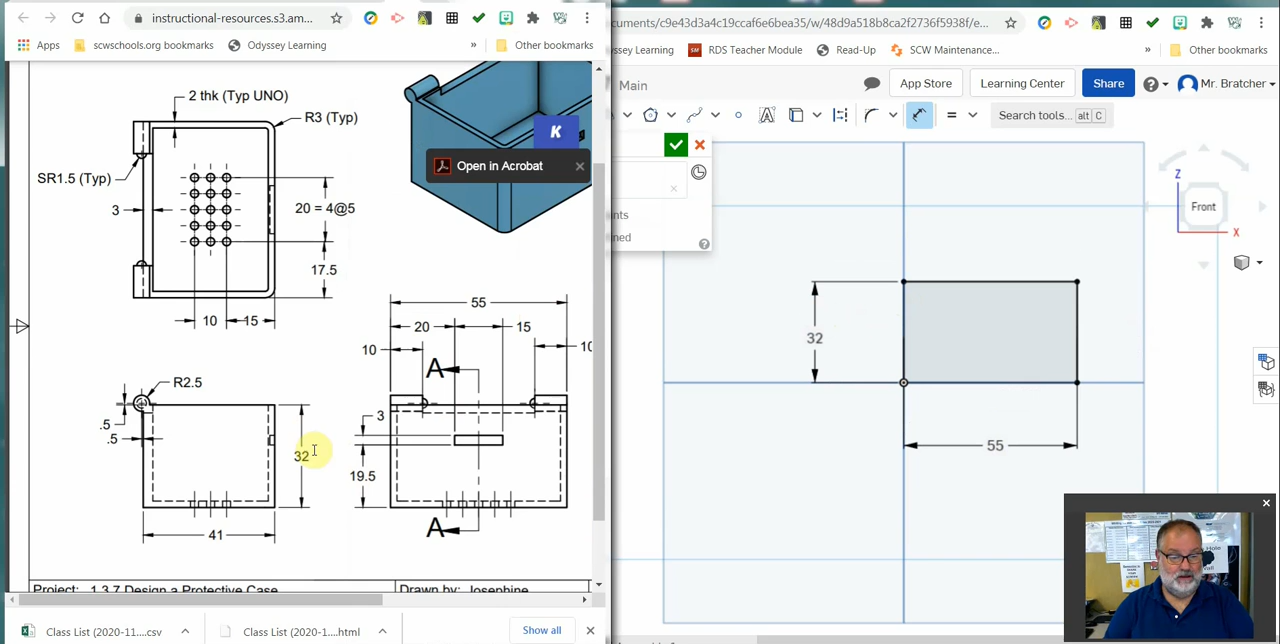 instructional-resources.s3.am...
Apps
scwschools.org bookmarks
Odyssey Learning
»
Other bookmarks
2 thk (Typ UNO)
R3 (Typ)
K
Open in Acrobat
SR1.5 (Typ)
3
20 = 4@5
17.5
10
15
55
20
15
10
10
A
R2.5
.5
.5
3
32
19.5
A
41
Project: 1.3.7 Design a Protective Case
Drawn by: Josephine
Class List (2020-11....csv
Class List (2020-1....html
Show all
cuments/c9e43d3a4c19ccaf6e6bea35/w/48d9a518b8ca2f2736f5938f/e...
yssey Learning
SM
RDS Teacher Module
Read-Up
SCW Maintenance...
»
Other bookmarks
Main
App Store
Learning Center
Share
Mr. Bratcher
Search tools...
alt C
nts
ned
Z
Front
X
32
55